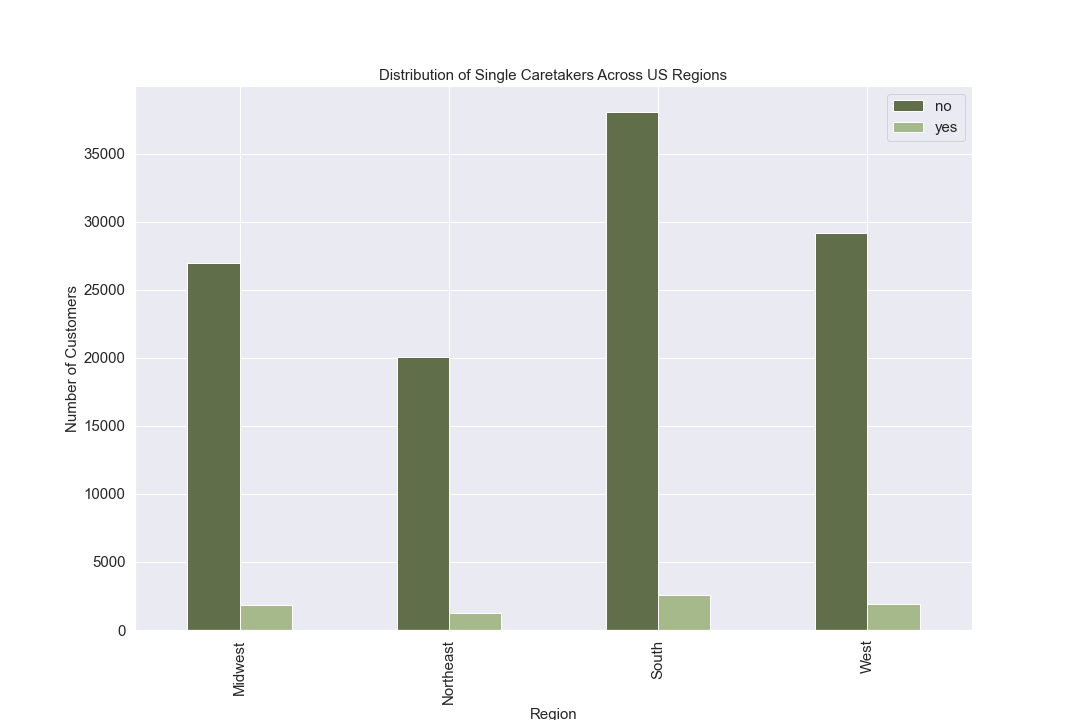 Distribution of Single Caretakers Across US Regions
no
yes
35000
30000
25000
20000
15000
10000
5000
0
Number of Customers
Midwest
Northeast
South
West
Region